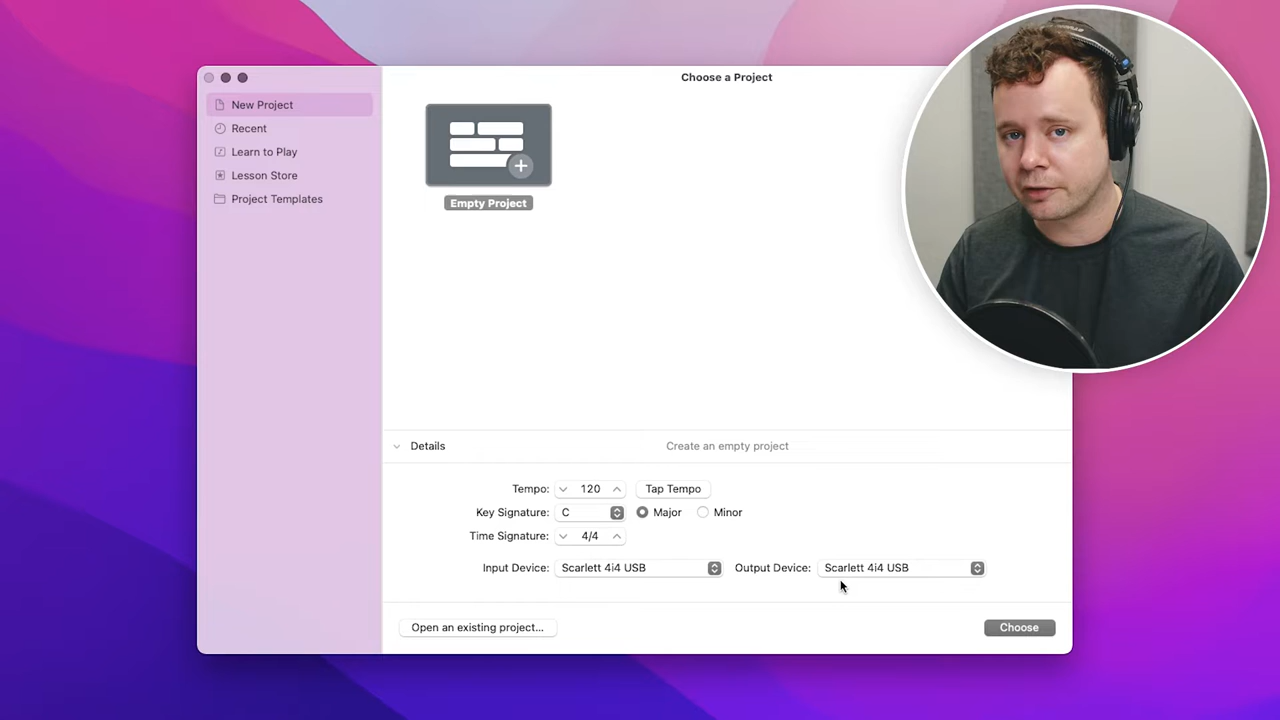 Choose a Project
New Project
Recent
Learn to Play
Lesson Store
Project Templates
Empty Project
Details
Create an empty project
Tempo: 120 Tap Tempo
Key Signature: C Major Minor
Time Signature: 4/4
Input Device: Scarlett 4i4 USB Output Device: Scarlett 4i4 USB
Open an existing project... Choose